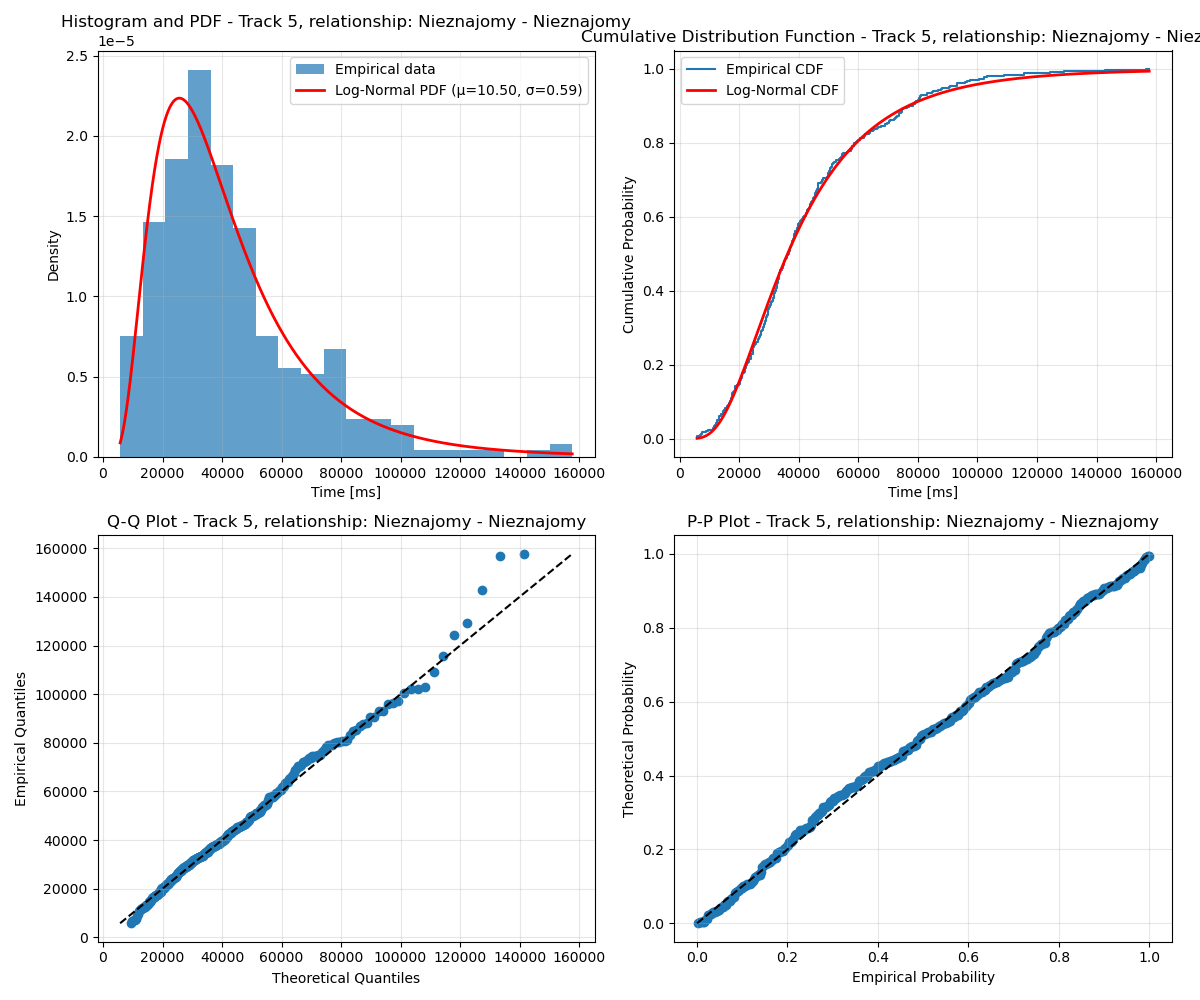 Histogram and PDF - Track 5, relationship: Nieznajomy - Nieznajomy
1e−5
2.5
2.0
1.5
1.0
0.5
0.0
Density
Empirical data
Log-Normal PDF (μ=10.50, σ=0.59)
0 20000 40000 60000 80000 100000 120000 140000 160000
Time [ms]
Cumulative Distribution Function - Track 5, relationship: Nieznajomy - Niez
1.0
0.8
0.6
0.4
0.2
0.0
Cumulative Probability
Empirical CDF
Log-Normal CDF
0 20000 40000 60000 80000 100000 120000 140000 160000
Time [ms]
Q-Q Plot - Track 5, relationship: Nieznajomy - Nieznajomy
160000
140000
120000
100000
80000
60000
40000
20000
0
Empirical Quantiles
0 20000 40000 60000 80000 100000 120000 140000 160000
Theoretical Quantiles
P-P Plot - Track 5, relationship: Nieznajomy - Nieznajomy
1.0
0.8
0.6
0.4
0.2
0.0
Theoretical Probability
0.0 0.2 0.4 0.6 0.8 1.0
Empirical Probability